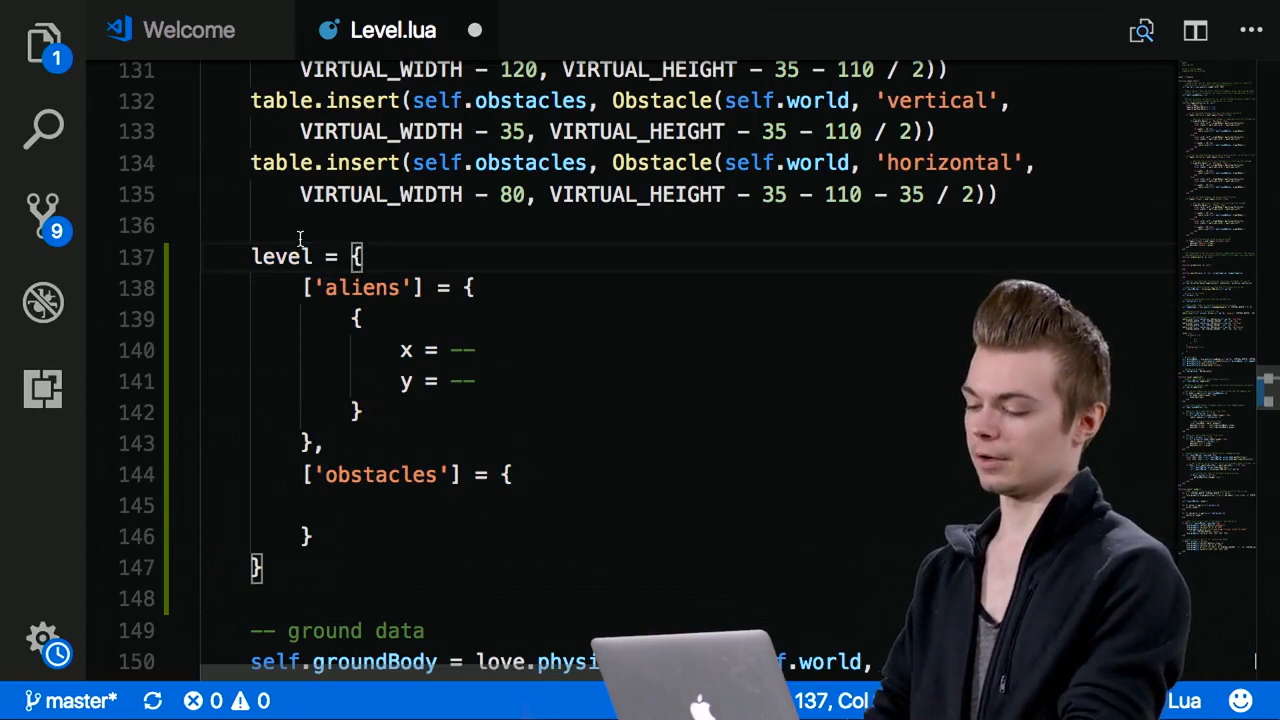 Welcome
Level.lua
1
9
131 VIRTUAL_WIDTH - 120, VIRTUAL_HEIGHT - 35 - 110 / 2))
132 table.insert(self.obstacles, Obstacle(self.world, 'vertical',
133 VIRTUAL_WIDTH - 35, VIRTUAL_HEIGHT - 35 - 110 / 2))
134 table.insert(self.obstacles, Obstacle(self.world, 'horizontal',
135 VIRTUAL_WIDTH - 80, VIRTUAL_HEIGHT - 35 - 110 - 35 / 2))
136
137 level = {
138 ['aliens'] = {
139 {
140 x = --
141 y = --
142 }
143 },
144 ['obstacles'] = {
145
146 }
147 }
148
149 -- ground data
150 self.groundBody = love.physi f.world,
master* 0 0 137, Col Lua